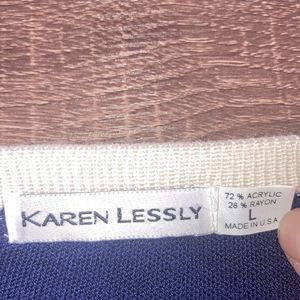 KAREN LESSLY
72 % ACRYLIC
28 % RAYON
L
MADE IN U.S.A